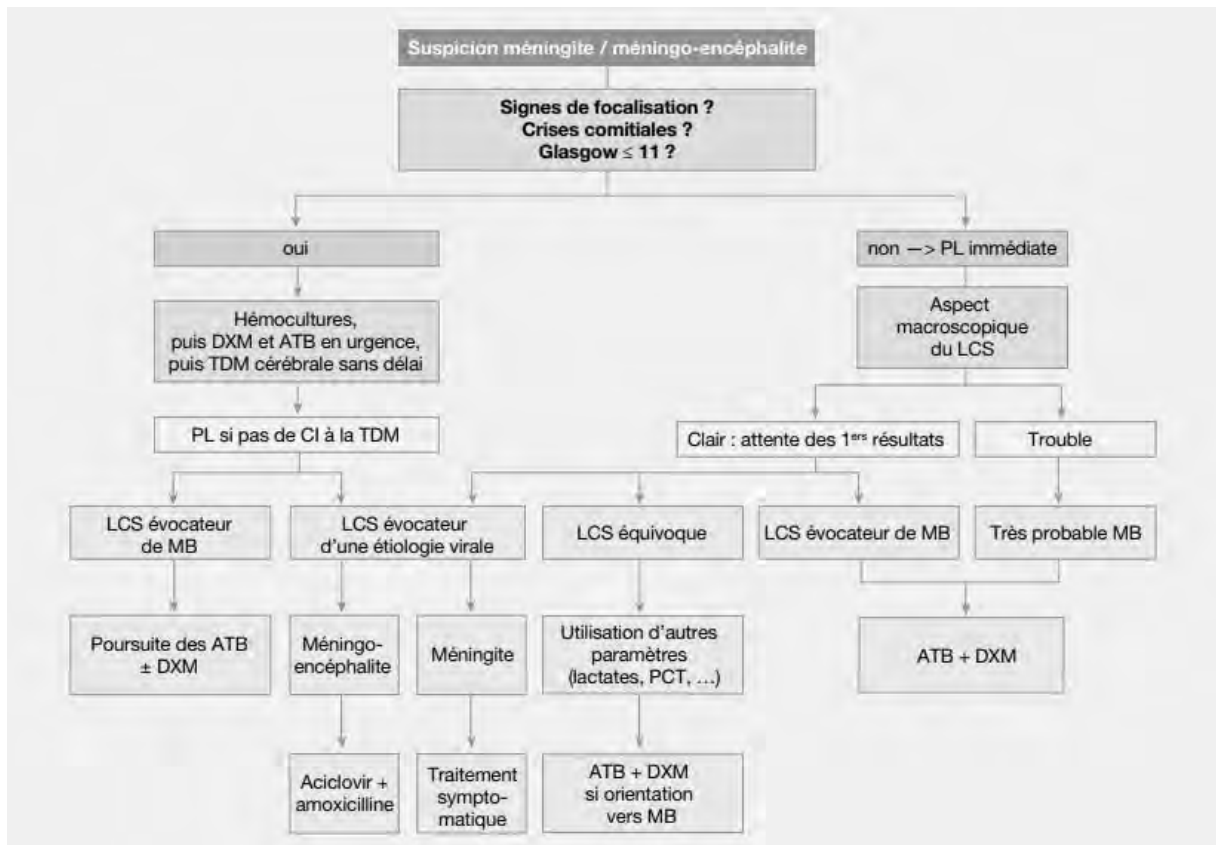 Suspicion méningite / méningo-encéphalite
Signes de focalisation ?
Crises comitiales ?
Glasgow ≤ 11 ?
oui
non —> PL immédiate
Hémocultures,
puis DXM et ATB en urgence,
puis TDM cérébrale sans délai
Aspect
macroscopique
du LCS
PL si pas de CI à la TDM
Clair : attente des 1ers résultats
Trouble
LCS évocateur
de MB
LCS évocateur
d'une étiologie virale
LCS équivoque
LCS évocateur de MB
Très probable MB
Poursuite des ATB
± DXM
Méningo-
encéphalite
Méningite
Utilisation d'autres
paramètres
(lactates, PCT, …)
ATB + DXM
Aciclovir +
amoxicilline
Traitement
sympto-
matique
ATB + DXM
si orientation
vers MB